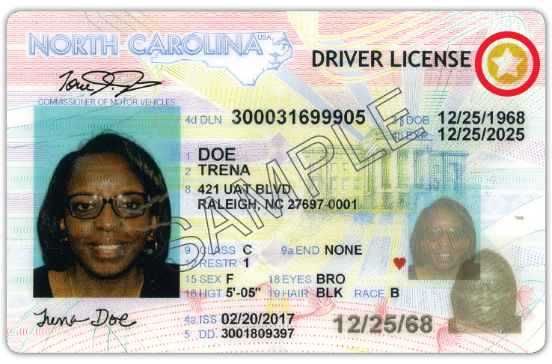 NORTH CAROLINA USA
DRIVER LICENSE
COMMISSIONER OF MOTOR VEHICLES
4d DLN 300031699905
3 DOB 12/25/1968
4b EXP 12/25/2025
1 DOE
2 TRENA
8 421 UAT BLVD
RALEIGH, NC 27697-0001
SAMPLE
9 CLASS C 9a END NONE
12 RESTR 1
15 SEX F 18 EYES BRO
16 HGT 5'-05" 19 HAIR BLK RACE B
Trena Doe
4a ISS 02/20/2017
5 DD 3001809397
12/25/68